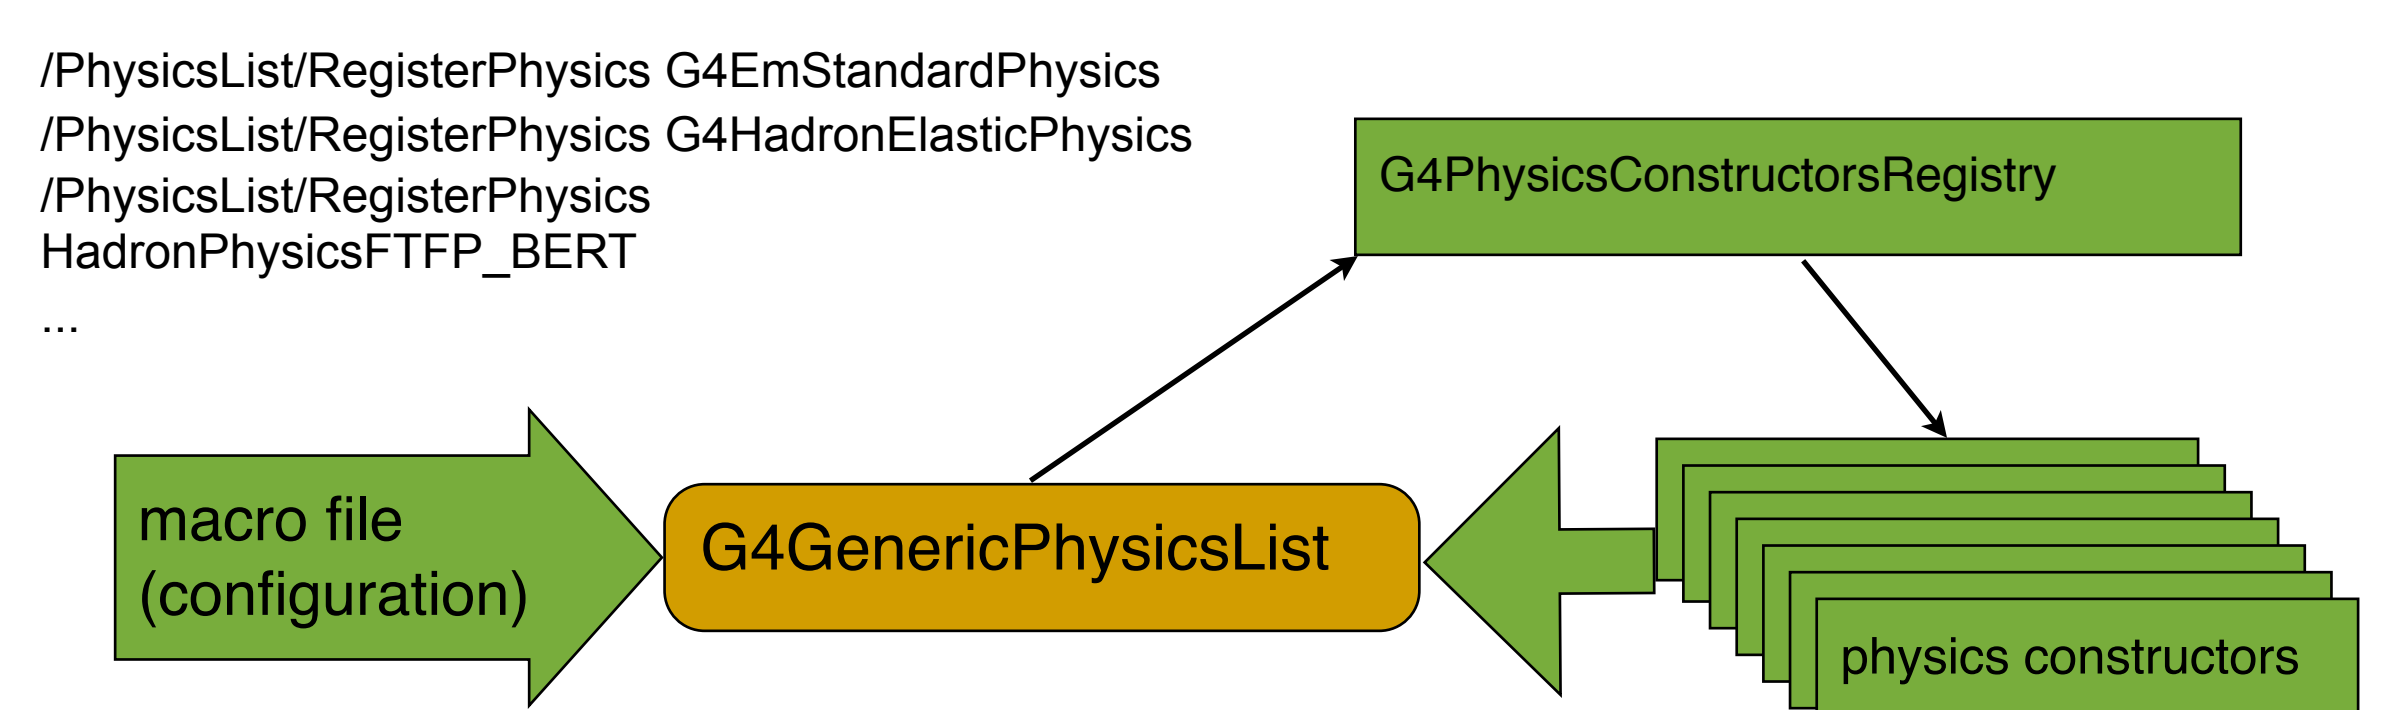 /PhysicsList/RegisterPhysics G4EmStandardPhysics
/PhysicsList/RegisterPhysics G4HadronElasticPhysics
/PhysicsList/RegisterPhysics
HadronPhysicsFTFP_BERT
...
G4PhysicsConstructorsRegistry
macro file
(configuration)
G4GenericPhysicsList
physics constructors